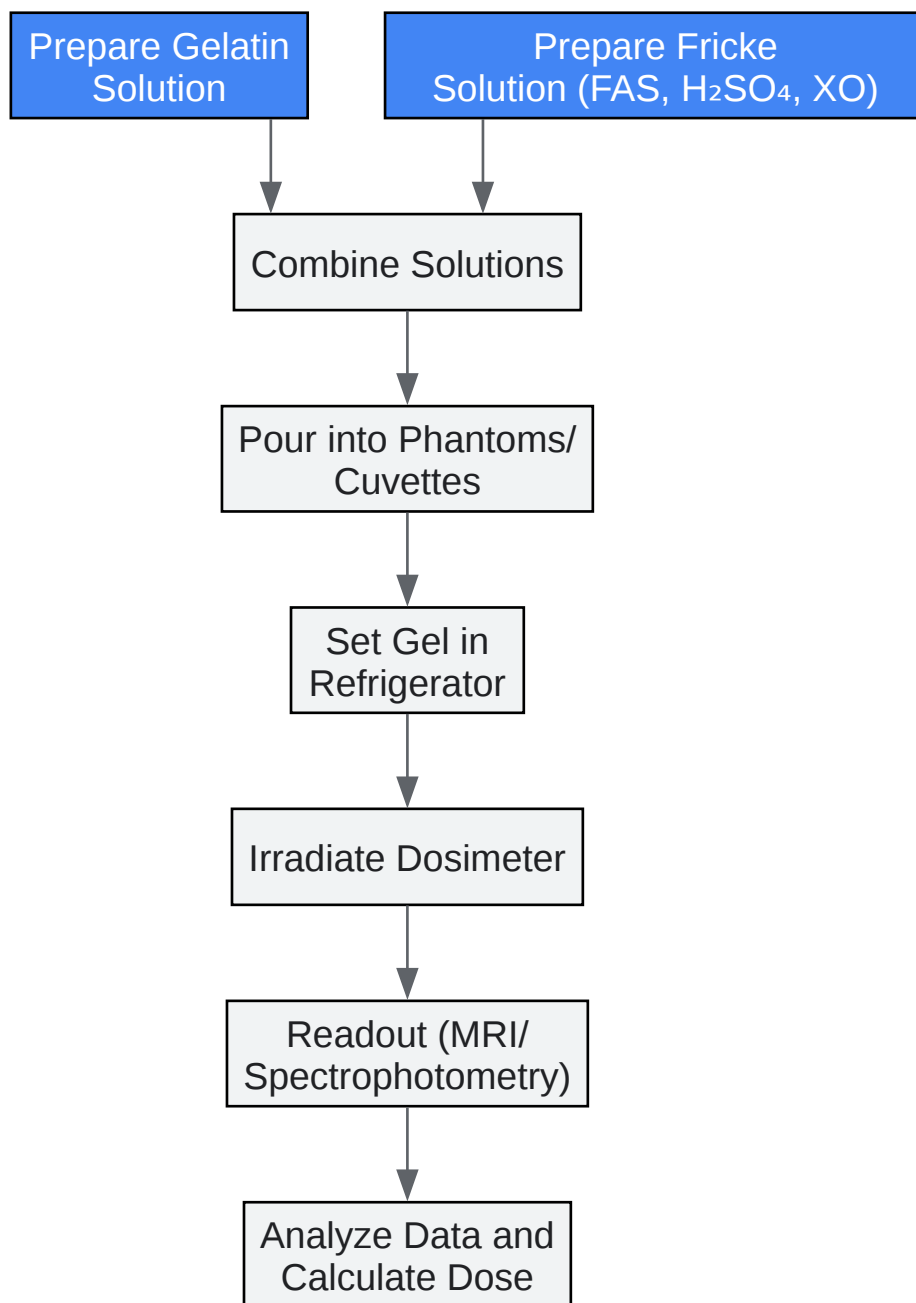 Prepare Gelatin
Solution
Prepare Fricke
Solution (FAS, H₂SO₄, XO)
Combine Solutions
Pour into Phantoms/
Cuvettes
Set Gel in
Refrigerator
Irradiate Dosimeter
Readout (MRI/
Spectrophotometry)
Analyze Data and
Calculate Dose